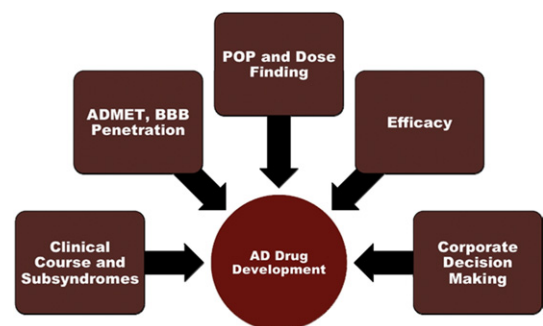 POP and Dose
Finding
ADMET, BBB
Penetration
Efficacy
Clinical
Course and
Subsyndromes
AD Drug
Development
Corporate
Decision
Making